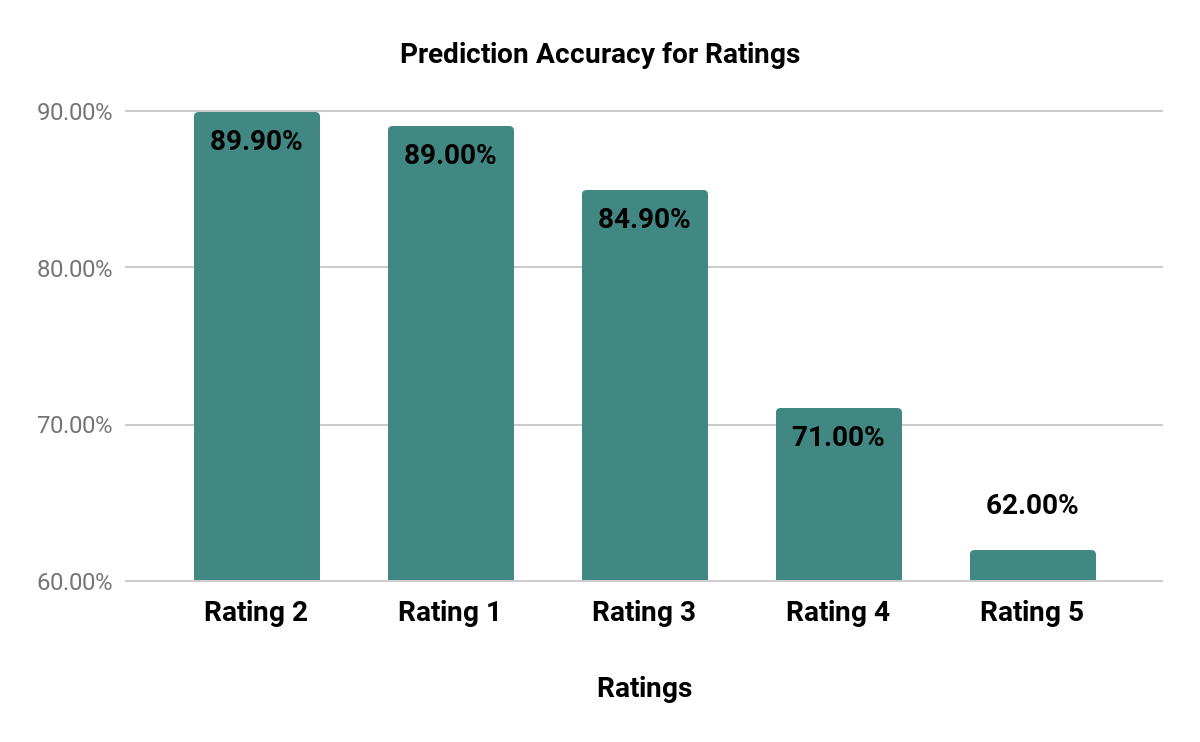 Prediction Accuracy for Ratings
90.00%
80.00%
70.00%
60.00%
89.90%
89.00%
84.90%
71.00%
62.00%
Rating 2
Rating 1
Rating 3
Rating 4
Rating 5
Ratings